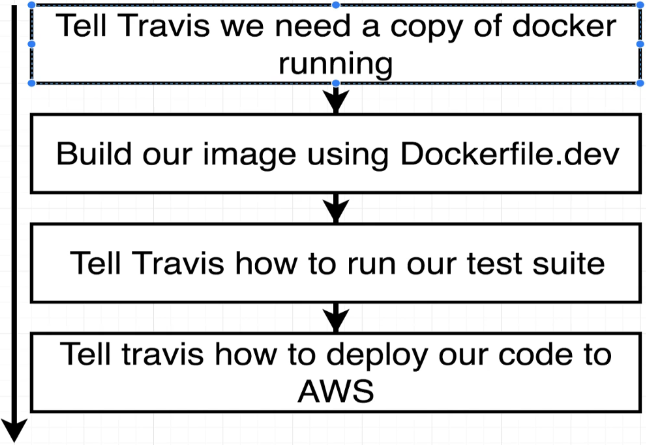 Tell Travis we need a copy of docker
running
Build our image using Dockerfile.dev
Tell Travis how to run our test suite
Tell travis how to deploy our code to
AWS